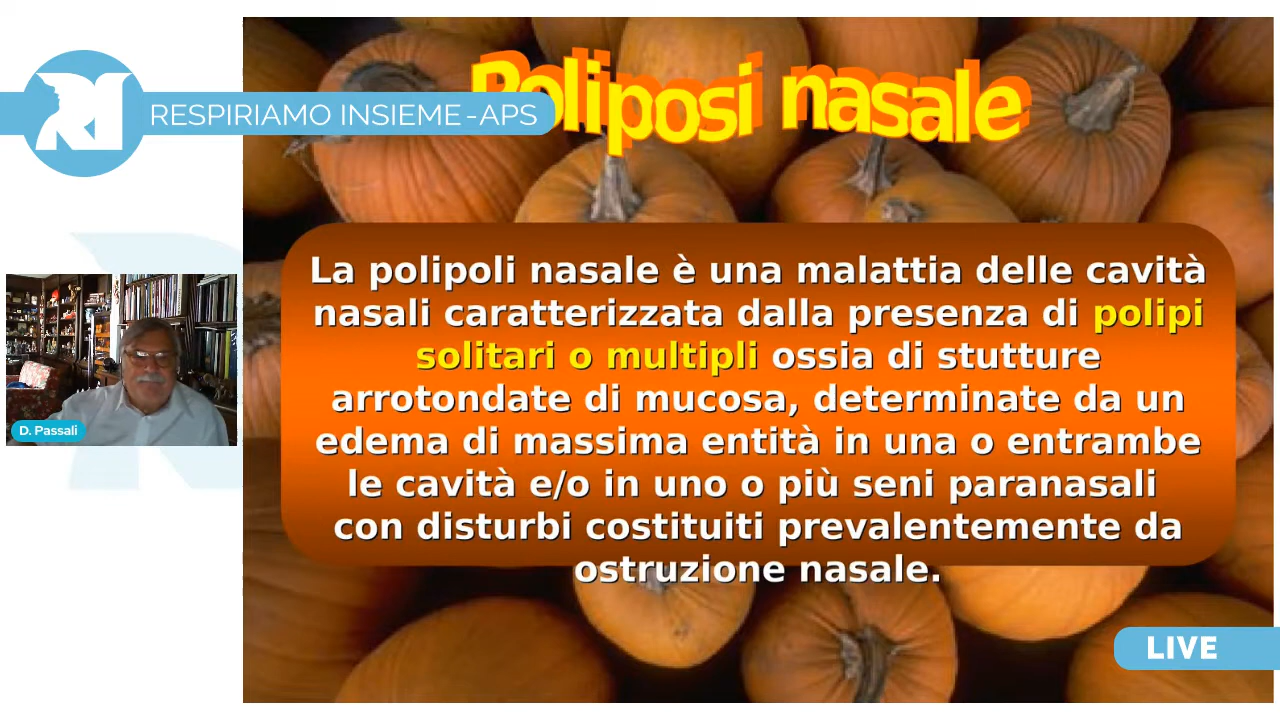 Poliposi nasale
RESPIRIAMO INSIEME-APS
La polipoli nasale è una malattia delle cavità
nasali caratterizzata dalla presenza di polipi
solitari o multipli ossia di stutture
arrotondate di mucosa, determinate da un
edema di massima entità in una o entrambe
le cavità e/o in uno o più seni paranasali
con disturbi costituiti prevalentemente da
ostruzione nasale.
D. Passali
LIVE